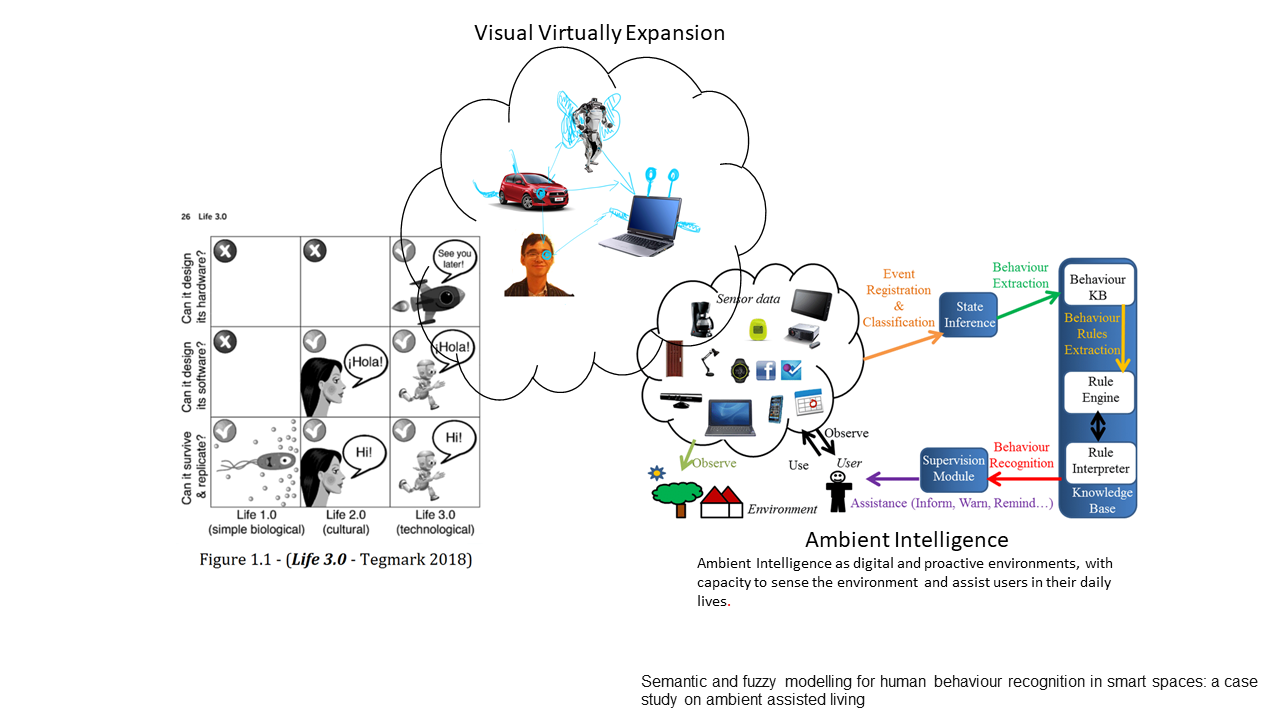 Visual Virtually Expansion
26 Life 3.0
Can it design
its hardware?
See you
later!
Can it design
its software?
¡Hola!
¡Hola!
Can it survive
& replicate?
Hi!
Hi!
Life 1.0
(simple biological)
Life 2.0
(cultural)
Life 3.0
(technological)
Figure 1.1 - (Life 3.0 - Tegmark 2018)
Sensor data
Event
Registration
&
Classification
State
Inference
Behaviour
Extraction
Behaviour
KB
Behaviour
Rules
Extraction
Rule
Engine
Rule
Interpreter
Knowledge
Base
Behaviour
Recognition
Supervision
Module
Assistance (Inform, Warn, Remind…)
Observe
Use
User
Observe
Environment
Ambient Intelligence
Ambient Intelligence as digital and proactive environments, with
capacity to sense the environment and assist users in their daily
lives.
Semantic and fuzzy modelling for human behaviour recognition in smart spaces: a case
study on ambient assisted living